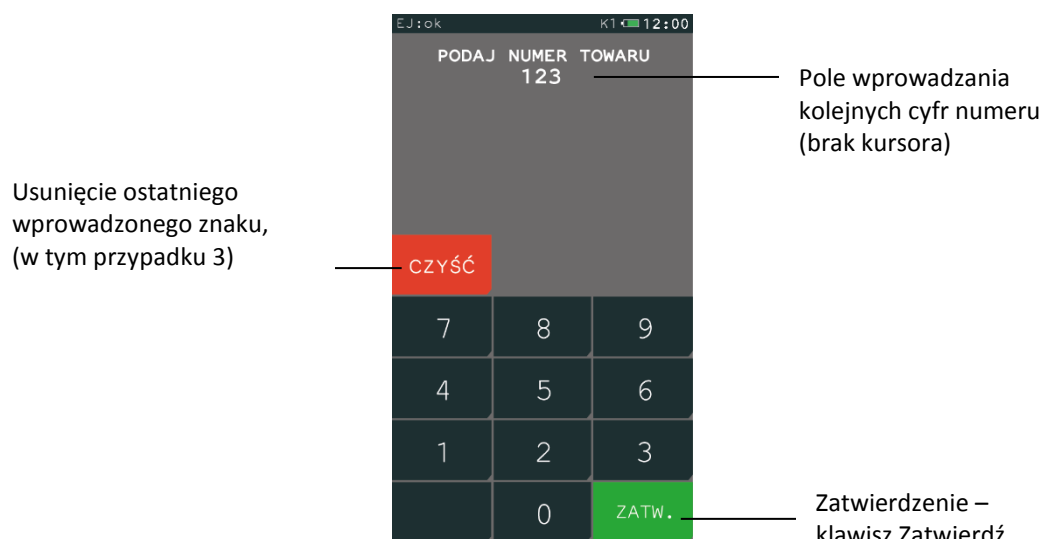 EJ:ok K1 12:00
PODAJ NUMER TOWARU
123
Pole wprowadzania
kolejnych cyfr numeru
(brak kursora)
Usunięcie ostatniego
wprowadzonego znaku,
(w tym przypadku 3)
CZYŚĆ
7 8 9
4 5 6
1 2 3
0 ZATW.
Zatwierdzenie –
klawisz Zatwierdź